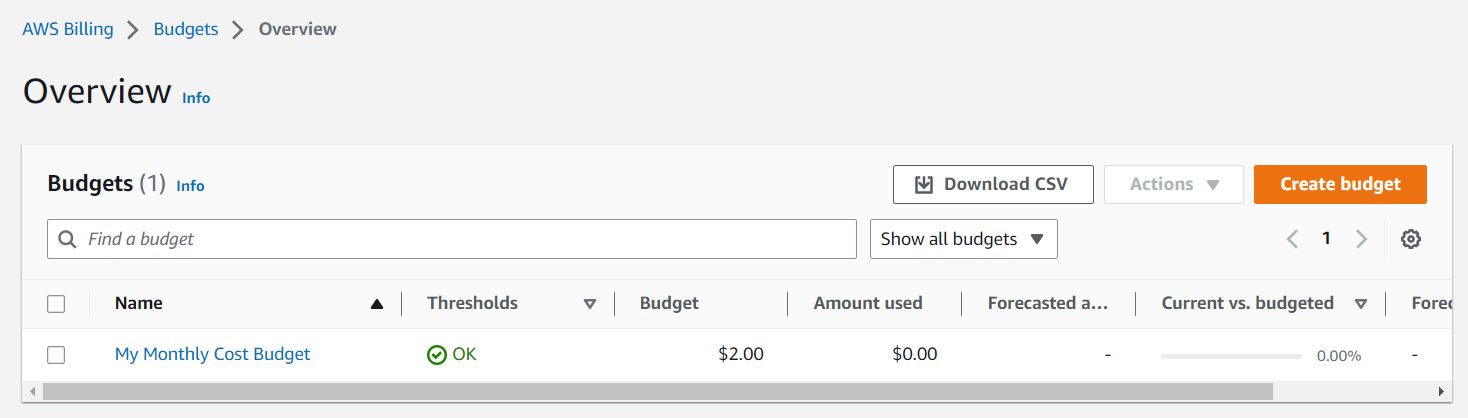 AWS Billing > Budgets > Overview
Overview Info
Budgets (1) Info Download CSV Actions Create budget
Find a budget Show all budgets 1
Name Thresholds Budget Amount used Forecasted a... Current vs. budgeted Forec
My Monthly Cost Budget OK $2.00 $0.00 - 0.00% -